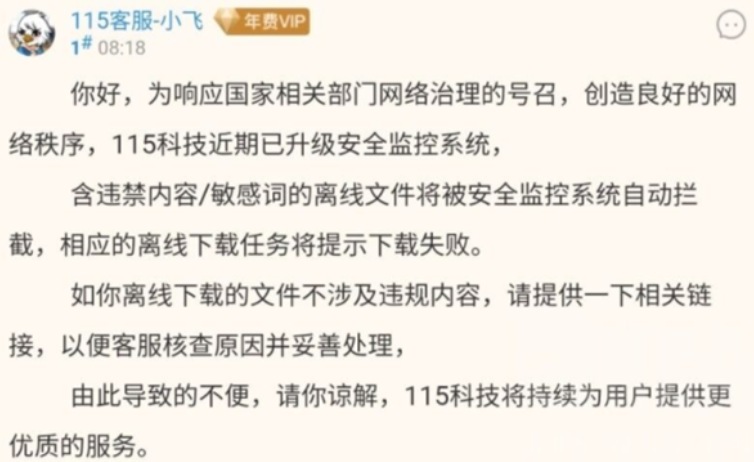 115客服-小飞 年费VIP
1# 08:18
你好，为响应国家相关部门网络治理的号召，创造良好的网
络秩序，115科技近期已升级安全监控系统，
含违禁内容/敏感词的离线文件将被安全监控系统自动拦
截，相应的离线下载任务将提示下载失败。
如你离线下载的文件不涉及违规内容，请提供一下相关链
接，以便客服核查原因并妥善处理，
由此导致的不便，请你谅解，115科技将持续为用户提供更
优质的服务。